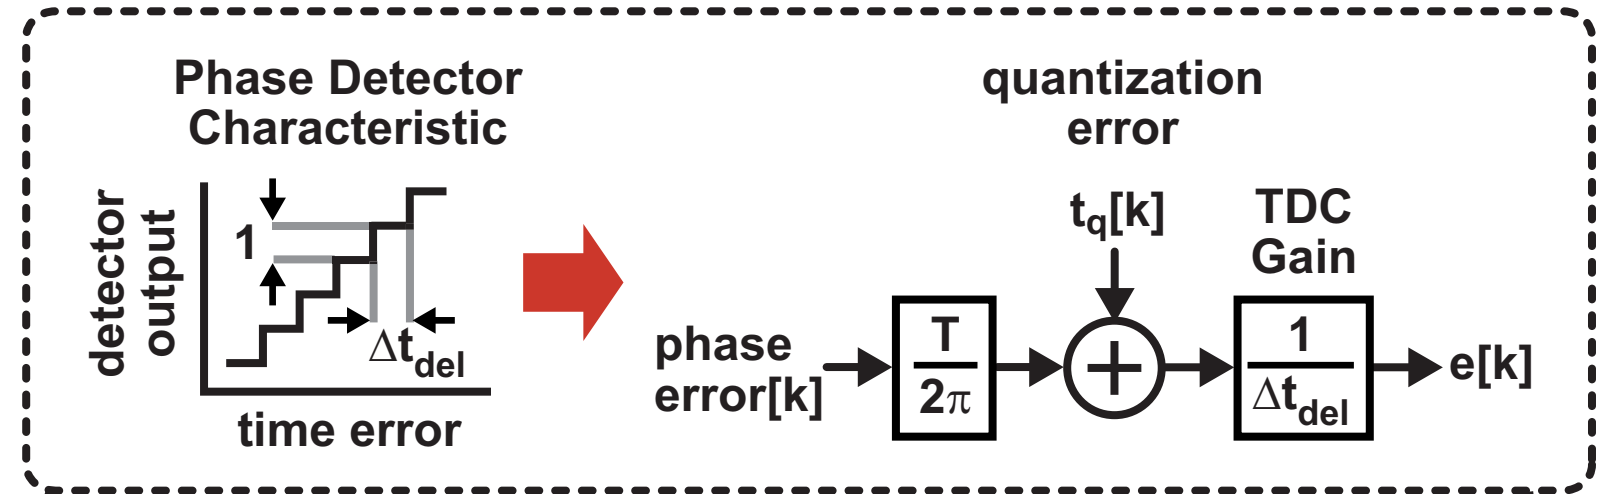 Phase Detector
Characteristic
detector
output
1
Δtdel
time error
quantization
error
tq[k]
TDC
Gain
phase
error[k]
T
2π
+
1
Δtdel
e[k]